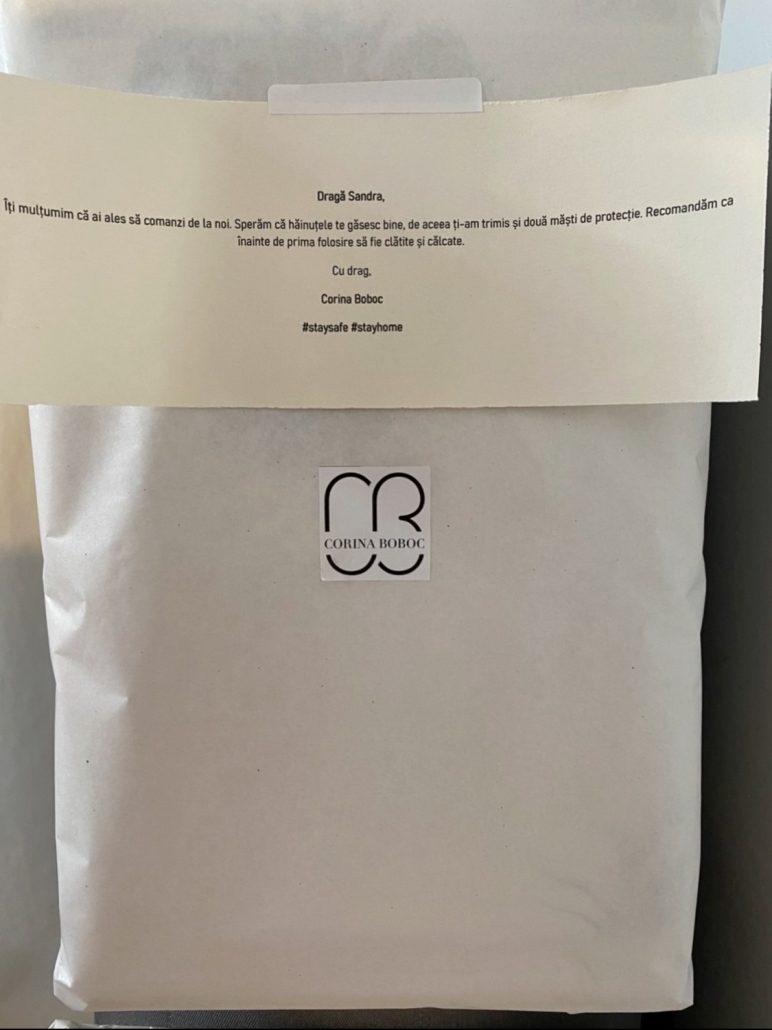 Dragă Sandra,
Îți mulțumim că ai ales să comanzi de la noi. Sperăm că hăinuțele te găsesc bine, de aceea ți-am trimis și două măști de protecție. Recomandăm ca
înainte de prima folosire să fie clătite și călcate.
Cu drag,
Corina Boboc
#staysafe #stayhome
CORINA BOBOC